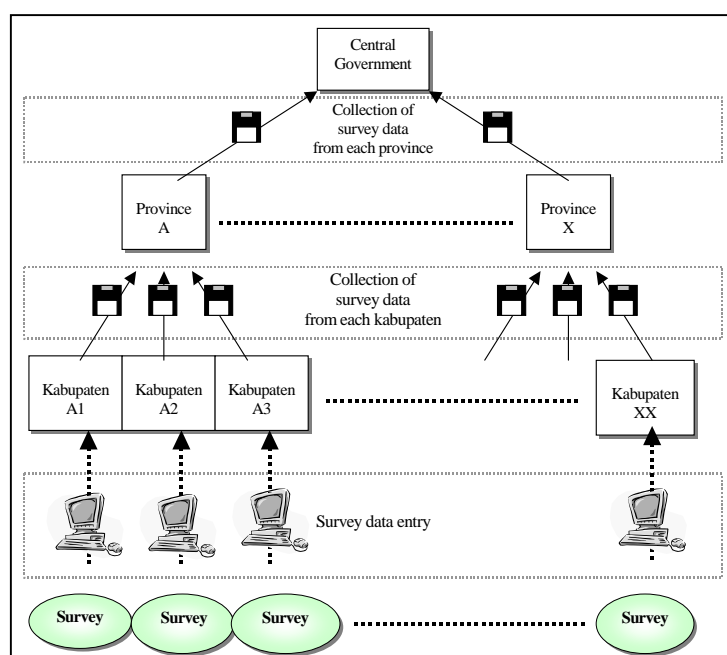 Central
Government
Collection of
survey data
from each province
Province
A
Province
X
Collection of
survey data
from each kabupaten
Kabupaten
A1
Kabupaten
A2
Kabupaten
A3
Kabupaten
XX
Survey data entry
Survey
Survey
Survey
Survey